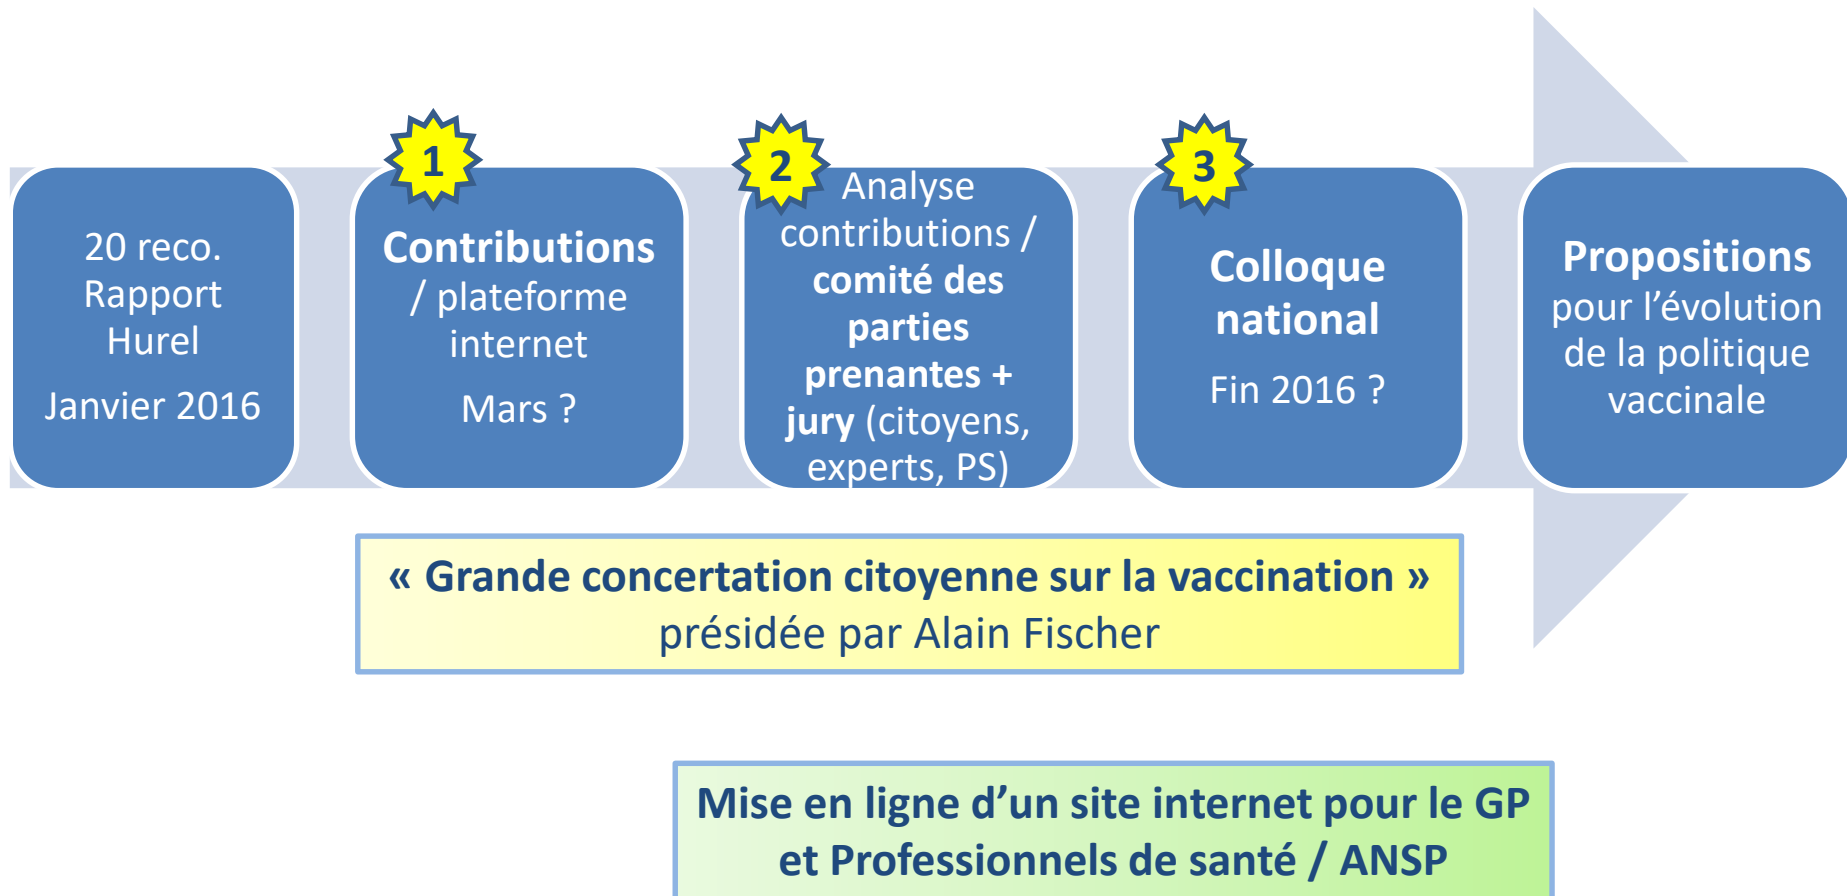 20 reco.
Rapport
Hurel
Janvier 2016
1
Contributions
/ plateforme
internet
Mars ?
2
Analyse
contributions /
comité des
parties
prenantes +
jury (citoyens,
experts, PS)
3
Colloque
national
Fin 2016 ?
Propositions
pour l’évolution
de la politique
vaccinale
« Grande concertation citoyenne sur la vaccination »
présidée par Alain Fischer
Mise en ligne d’un site internet pour le GP
et Professionnels de santé / ANSP